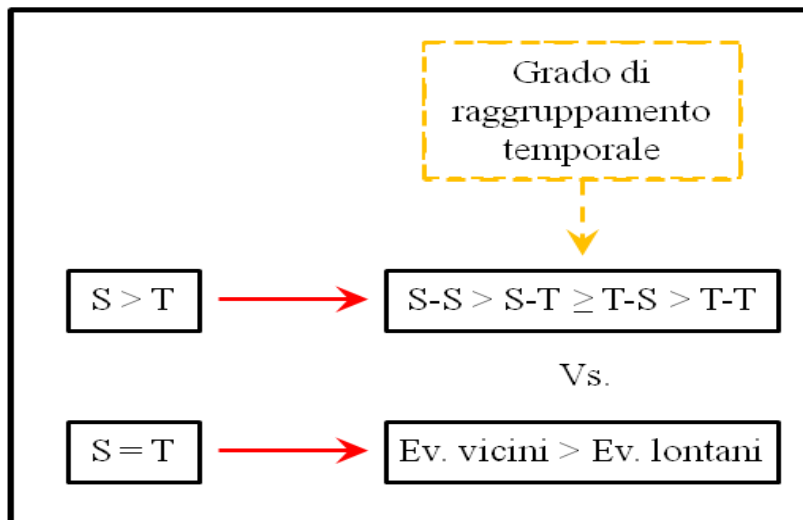 Grado di
raggruppamento
temporale
S > T
S-S > S-T ≥ T-S > T-T
Vs.
S = T
Ev. vicini > Ev. lontani